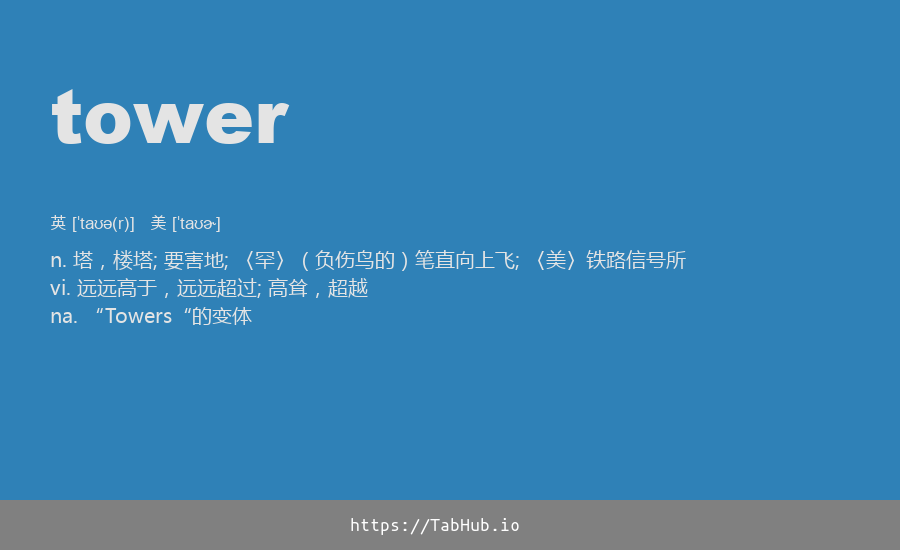 tower
英 [ˈtaʊə(r)] 美 [ˈtaʊɚ]
n. 塔，楼塔; 要害地; 〈罕〉（负伤鸟的）笔直向上飞; 〈美〉铁路信号所
vi. 远远高于，远远超过; 高耸，超越
na. “Towers“的变体
https://TabHub.io